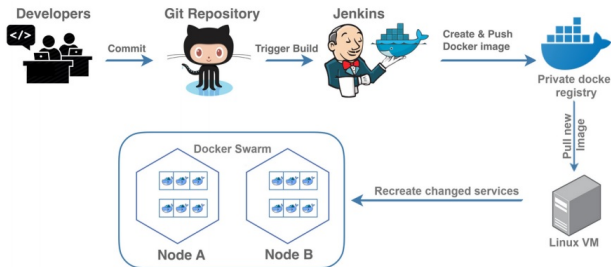 Developers
Git Repository
Jenkins
</>
Commit
Trigger Build
Create & Push
Docker image
Private docke
registry
Pull new
image
Docker Swarm
Recreate changed services
Node A
Node B
Linux VM